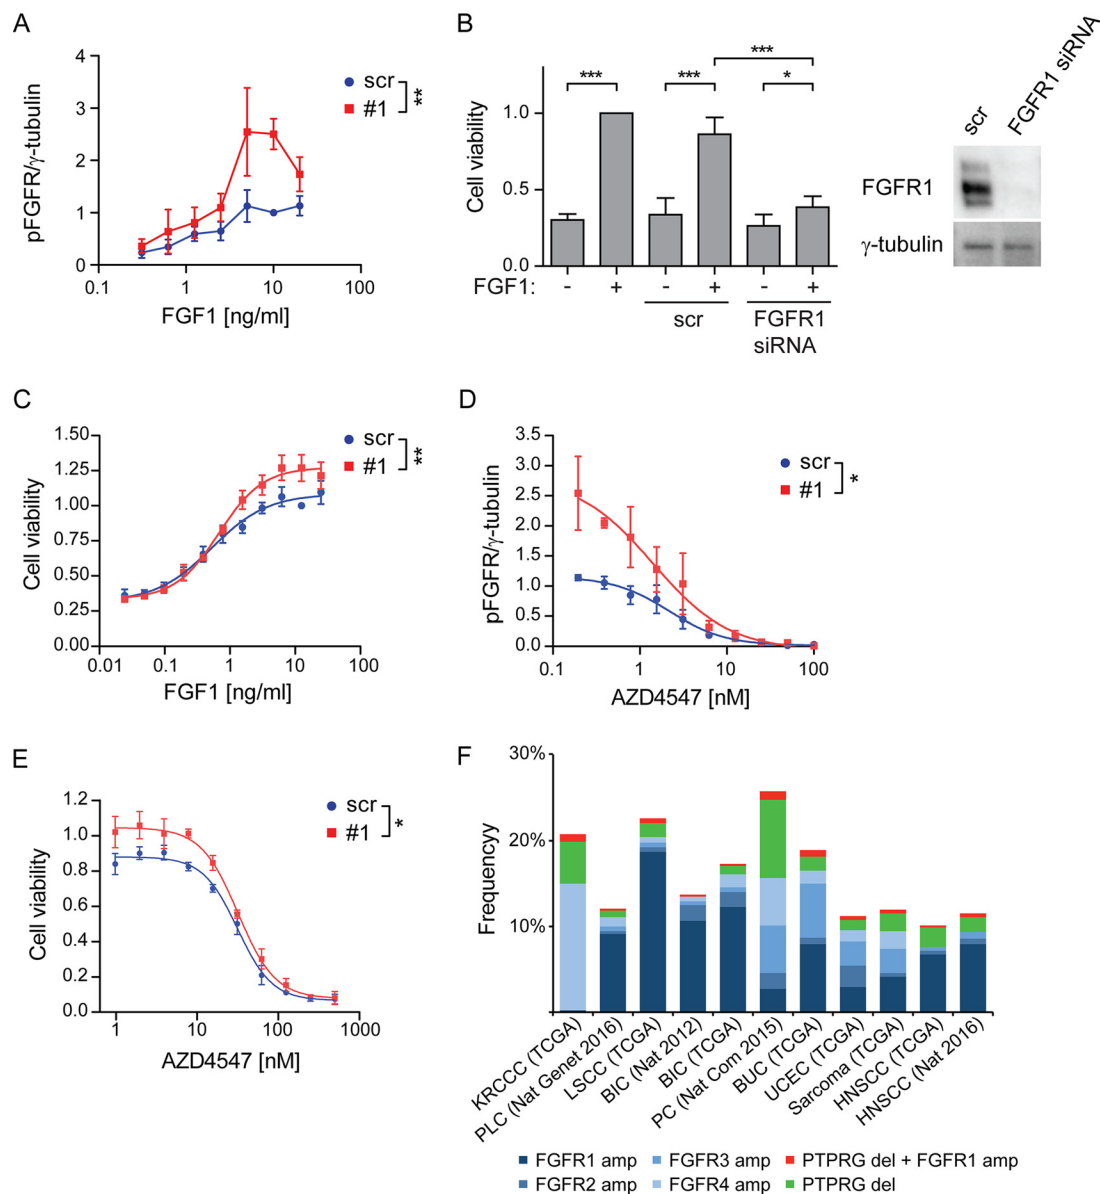 A
pFGFR/γ-tubulin
4
3
2
1
0
0.1
1
10
100
FGF1 [ng/ml]
scr
#1
**
B
Cell viability
1.0
0.5
0.0
***
***
***
*
FGF1:
- + - + - +
scr
FGFR1
siRNA
scr
FGFR1 siRNA
FGFR1
γ-tubulin
C
Cell viability
1.50
1.25
1.00
0.75
0.50
0.25
0.00
0.01
0.1
1
10
100
FGF1 [ng/ml]
scr
#1
**
D
pFGFR/γ-tubulin
3.5
3.0
2.5
2.0
1.5
1.0
0.5
0.0
0.1
1
10
100
AZD4547 [nM]
scr
#1
*
E
Cell viability
1.2
1.0
0.8
0.6
0.4
0.2
0.0
1
10
100
1000
AZD4547 [nM]
scr
#1
*
F
Frequencyy
30%
20%
10%
KRCCC (TCGA)
PLC (Nat Genet 2016)
LSCC (TCGA)
BIC (Nat 2012)
BIC (TCGA)
PC (Nat Com 2015)
BUC (TCGA)
UCEC (TCGA)
Sarcoma (TCGA)
HNSCC (TCGA)
HNSCC (Nat 2016)
FGFR1 amp
FGFR3 amp
PTPRG del + FGFR1 amp
FGFR2 amp
FGFR4 amp
PTPRG del